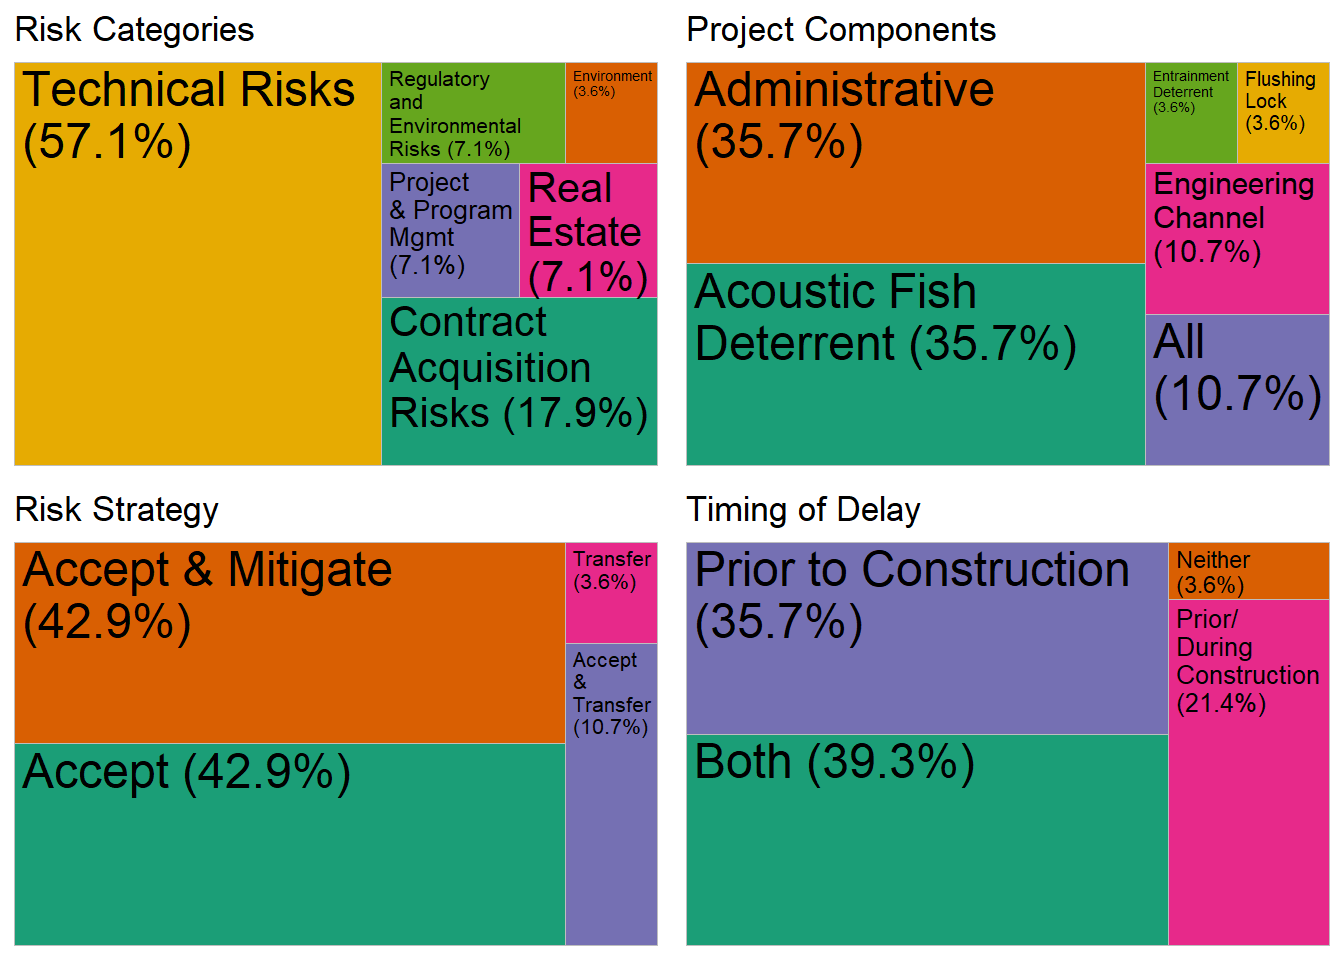 Risk Categories
Technical Risks
(57.1%)
Regulatory
and
Environmental
Risks (7.1%)
Environment
(3.6%)
Project
& Program
Mgmt
(7.1%)
Real
Estate
(7.1%)
Contract
Acquisition
Risks (17.9%)
Project Components
Administrative
(35.7%)
Entrainment
Deterrent
(3.6%)
Flushing
Lock
(3.6%)
Engineering
Channel
(10.7%)
Acoustic Fish
Deterrent (35.7%)
All
(10.7%)
Risk Strategy
Accept & Mitigate
(42.9%)
Transfer
(3.6%)
Accept
&
Transfer
(10.7%)
Accept (42.9%)
Timing of Delay
Prior to Construction
(35.7%)
Neither
(3.6%)
Prior/
During
Construction
(21.4%)
Both (39.3%)